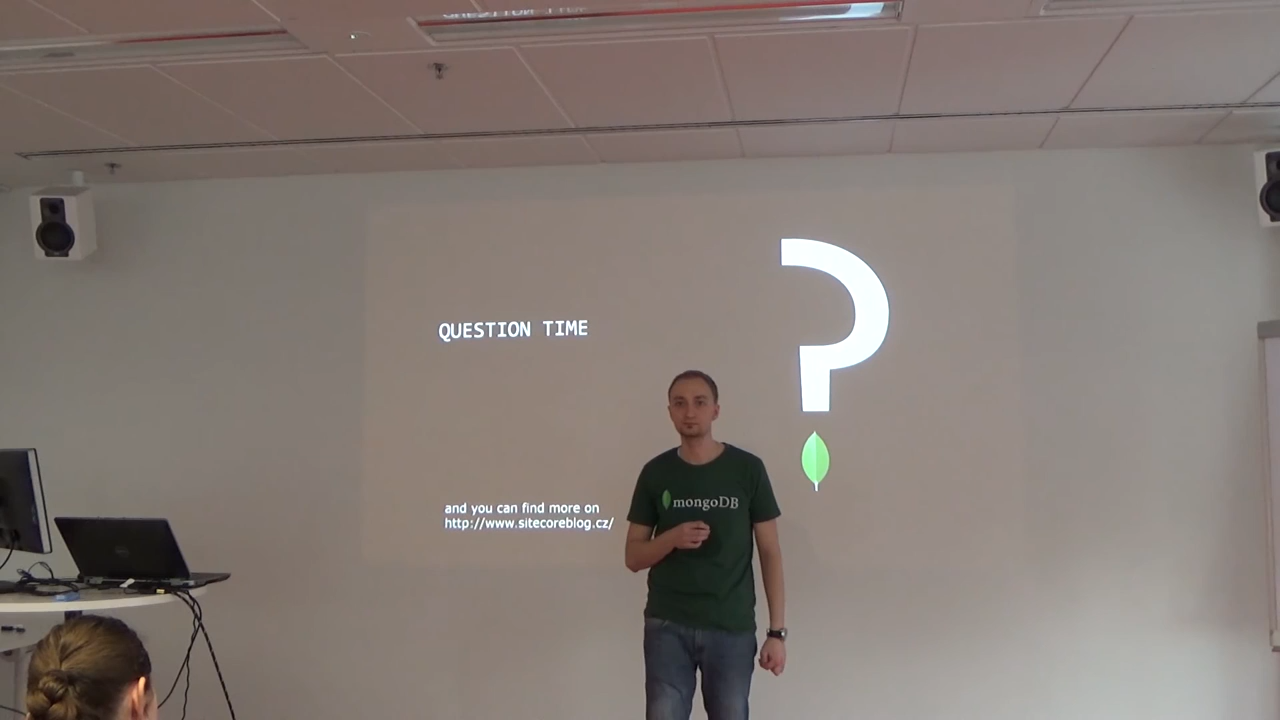 QUESTION TIME
?
mongoDB
and you can find more on
http://www.sitecoreblog.cz/